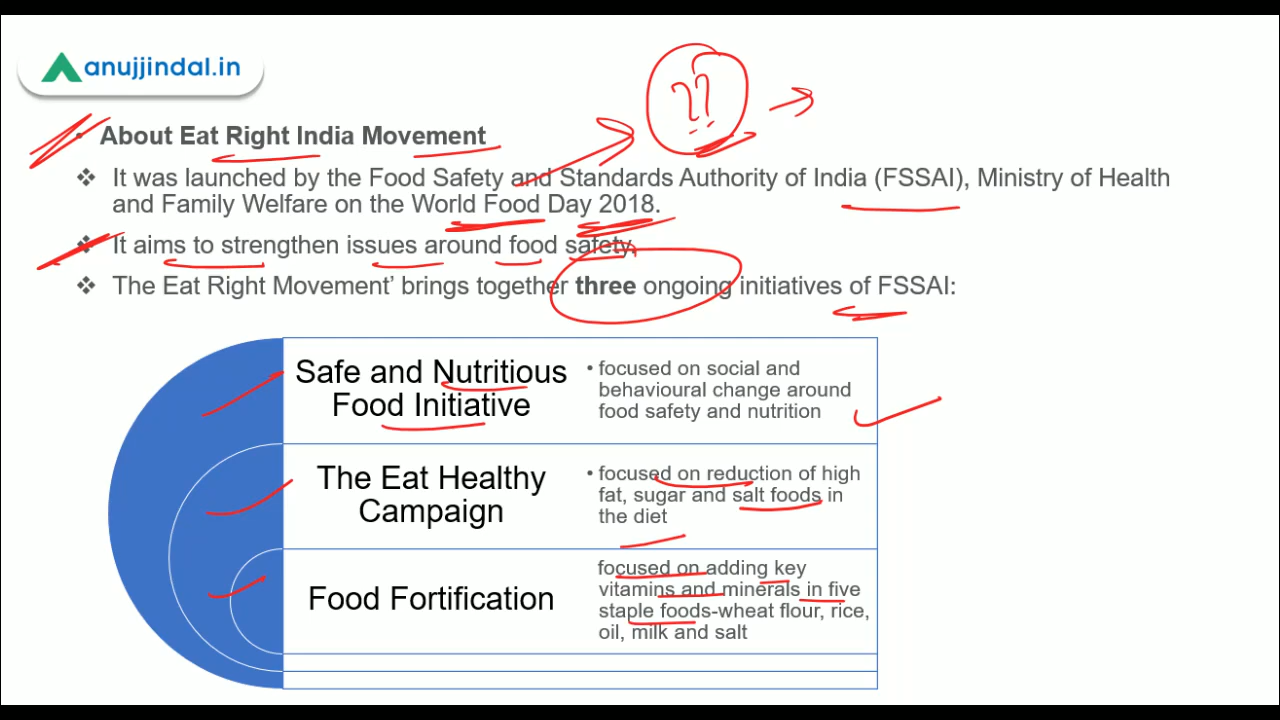 anujjindal.in
??
• About Eat Right India Movement
❖ It was launched by the Food Safety and Standards Authority of India (FSSAI), Ministry of Health
and Family Welfare on the World Food Day 2018.
❖ It aims to strengthen issues around food safety.
❖ The Eat Right Movement’ brings together three ongoing initiatives of FSSAI:
Safe and Nutritious
Food Initiative
• focused on social and
behavioural change around
food safety and nutrition
The Eat Healthy
Campaign
• focused on reduction of high
fat, sugar and salt foods in
the diet
Food Fortification
focused on adding key
vitamins and minerals in five
staple foods-wheat flour, rice,
oil, milk and salt